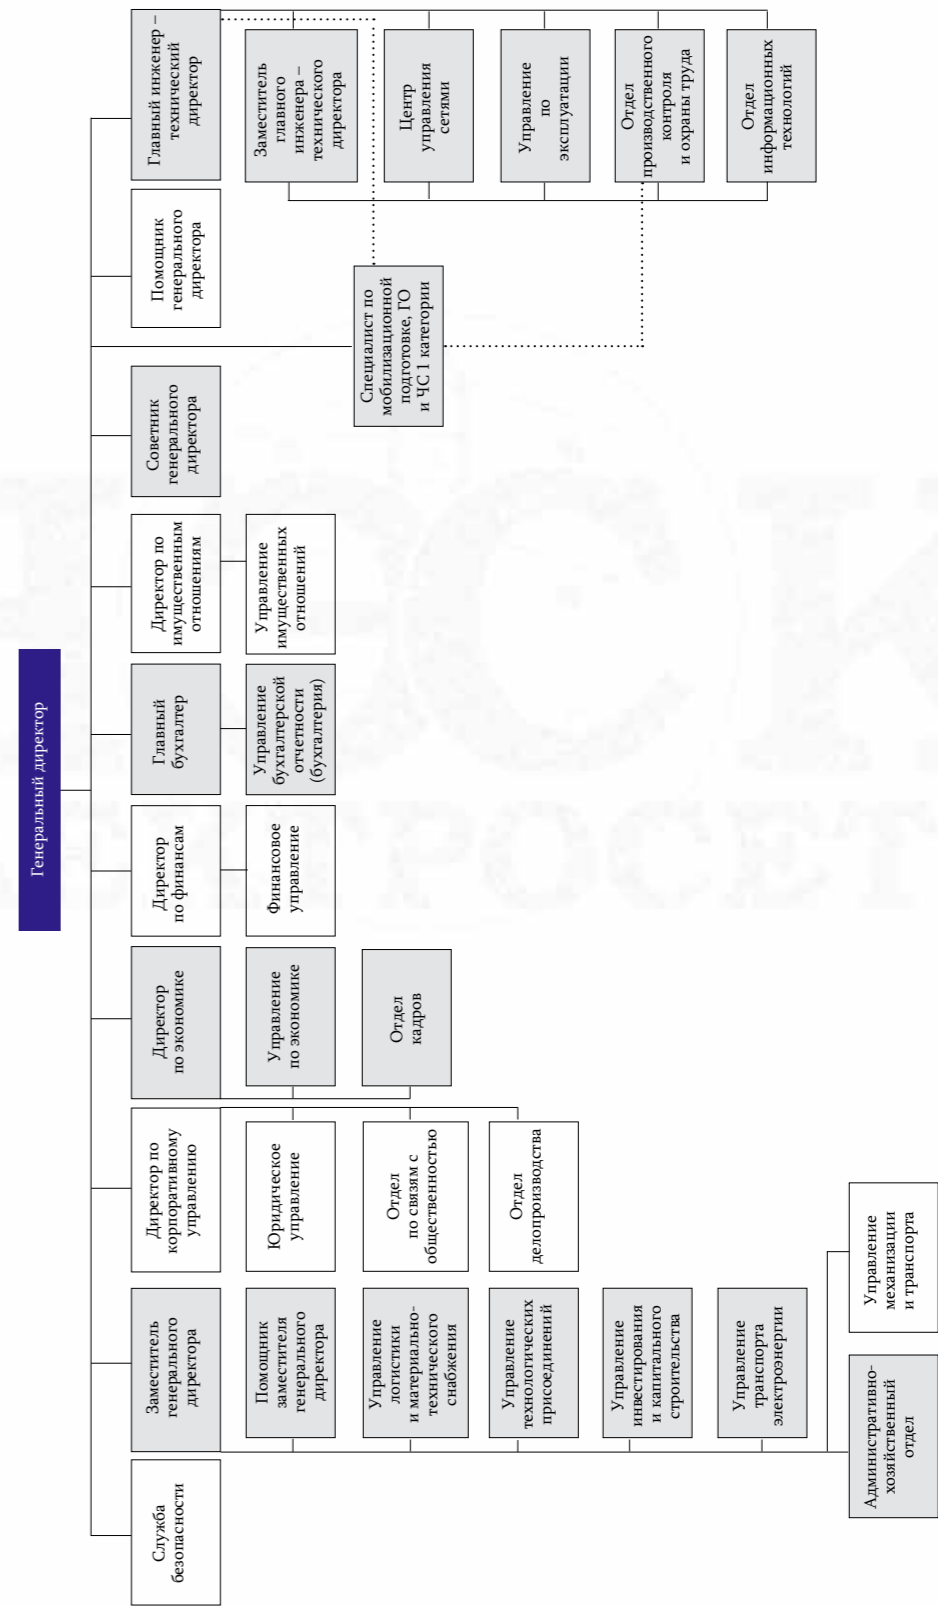 Генеральный директор
Служба
безопасности
Заместитель
генерального
директора
Директор по
корпоративному
управлению
Директор
по экономике
Директор
по финансам
Главный
бухгалтер
Директор по
имущественным
отношениям
Советник
генерального
директора
Помощник
генерального
директора
Главный инженер –
технический
директор
Помощник
заместителя
генерального
директора
Управление
логистики
и материально-
технического
снабжения
Управление
технологических
присоединений
Управление
инвестирования
и капитального
строительства
Управление
транспорта
электроэнергии
Административно-
хозяйственный
отдел
Управление
механизации
и транспорта
Юридическое
управление
Отдел
по связям с
общественностью
Отдел
делопроизводства
Управление
по экономике
Отдел
кадров
Финансовое
управление
Управление
бухгалтерской
отчетности
(бухгалтерия)
Управление
имущественных
отношений
Специалист по
мобилизационной
подготовке, ГО
и ЧС 1 категории
Заместитель
главного
инженера –
технического
директора
Центр
управления
сетями
Управление
по
эксплуатации
Отдел
производственного
контроля
и охраны труда
Отдел
информационных
технологий